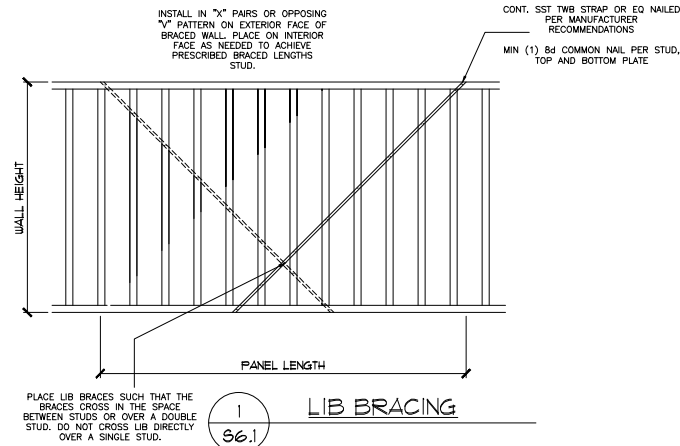 INSTALL IN "X" PAIRS OR OPPOSING
"V" PATTERN ON EXTERIOR FACE OF
BRACED WALL. PLACE ON INTERIOR
FACE AS NEEDED TO ACHIEVE
PRESCRIBED BRACED LENGTHS
STUD.
CONT. SST TWB STRAP OR EQ NAILED
PER MANUFACTURER
RECOMMENDATIONS
MIN (1) 8d COMMON NAIL PER STUD,
TOP AND BOTTOM PLATE
WALL HEIGHT
PANEL LENGTH
PLACE LIB BRACES SUCH THAT THE
BRACES CROSS IN THE SPACE
BETWEEN STUDS OR OVER A DOUBLE
STUD. DO NOT CROSS LIB DIRECTLY
OVER A SINGLE STUD.
1
S6.1
LIB BRACING